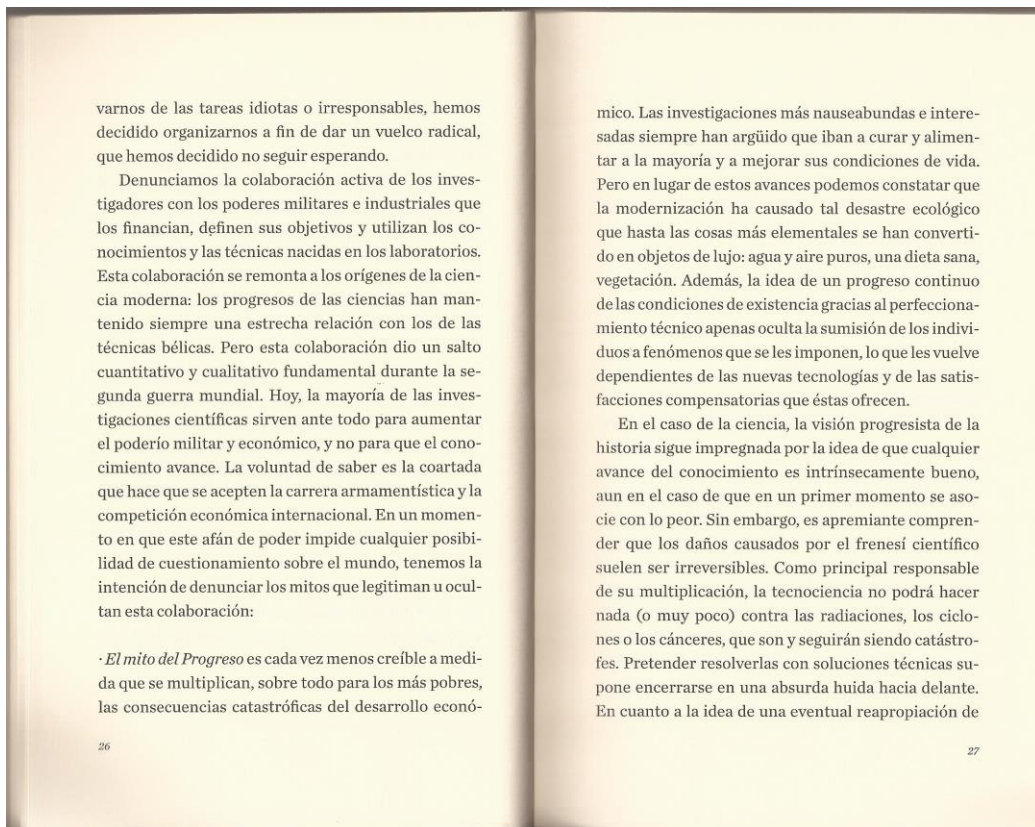 varnos de las tareas idiotas o irresponsables, hemos
decidido organizarnos a fin de dar un vuelco radical,
que hemos decidido no seguir esperando.
Denunciamos la colaboración activa de los inves-
tigadores con los poderes militares e industriales que
los financian, definen sus objetivos y utilizan los co-
nocimientos y las técnicas nacidas en los laboratorios.
Esta colaboración se remonta a los orígenes de la cien-
cia moderna: los progresos de las ciencias han man-
tenido siempre una estrecha relación con los de las
técnicas bélicas. Pero esta colaboración dio un salto
cuantitativo y cualitativo fundamental durante la se-
gunda guerra mundial. Hoy, la mayoría de las inves-
tigaciones científicas sirven ante todo para aumentar
el poderío militar y económico, y no para que el cono-
cimiento avance. La voluntad de saber es la coartada
que hace que se acepten la carrera armamentística y la
competición económica internacional. En un momen-
to en que este afán de poder impide cualquier posibi-
lidad de cuestionamiento sobre el mundo, tenemos la
intención de denunciar los mitos que legitiman u ocul-
tan esta colaboración:
· El mito del Progreso es cada vez menos creíble a medi-
da que se multiplican, sobre todo para los más pobres,
las consecuencias catastróficas del desarrollo econó-
26
mico. Las investigaciones más nauseabundas e intere-
sadas siempre han argüido que iban a curar y alimen-
tar a la mayoría y a mejorar sus condiciones de vida.
Pero en lugar de estos avances podemos constatar que
la modernización ha causado tal desastre ecológico
que hasta las cosas más elementales se han converti-
do en objetos de lujo: agua y aire puros, una dieta sana,
vegetación. Además, la idea de un progreso continuo
de las condiciones de existencia gracias al perfecciona-
miento técnico apenas oculta la sumisión de los indivi-
duos a fenómenos que se les imponen, lo que les vuelve
dependientes de las nuevas tecnologías y de las satis-
facciones compensatorias que éstas ofrecen.
En el caso de la ciencia, la visión progresista de la
historia sigue impregnada por la idea de que cualquier
avance del conocimiento es intrínsecamente bueno,
aun en el caso de que en un primer momento se aso-
cie con lo peor. Sin embargo, es apremiante compren-
der que los daños causados por el frenesí científico
suelen ser irreversibles. Como principal responsable
de su multiplicación, la tecnociencia no podrá hacer
nada (o muy poco) contra las radiaciones, los ciclo-
nes o los cánceres, que son y seguirán siendo catástro-
fes. Pretender resolverlas con soluciones técnicas su-
pone encerrarse en una absurda huida hacia delante.
En cuanto a la idea de una eventual reapropiación de
27